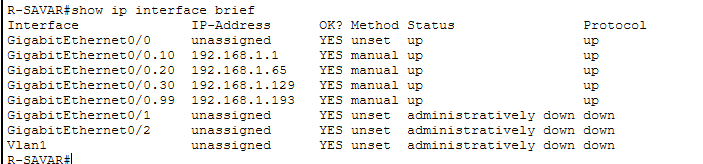 R-SAVAR#show ip interface brief
Interface              IP-Address      OK? Method Status                Protocol
GigabitEthernet0/0     unassigned      YES unset  up                    up
GigabitEthernet0/0.10  192.168.1.1     YES manual up                    up
GigabitEthernet0/0.20  192.168.1.65    YES manual up                    up
GigabitEthernet0/0.30  192.168.1.129   YES manual up                    up
GigabitEthernet0/0.99  192.168.1.193   YES manual up                    up
GigabitEthernet0/1     unassigned      YES unset  administratively down down
GigabitEthernet0/2     unassigned      YES unset  administratively down down
Vlan1                  unassigned      YES unset  administratively down down
R-SAVAR#